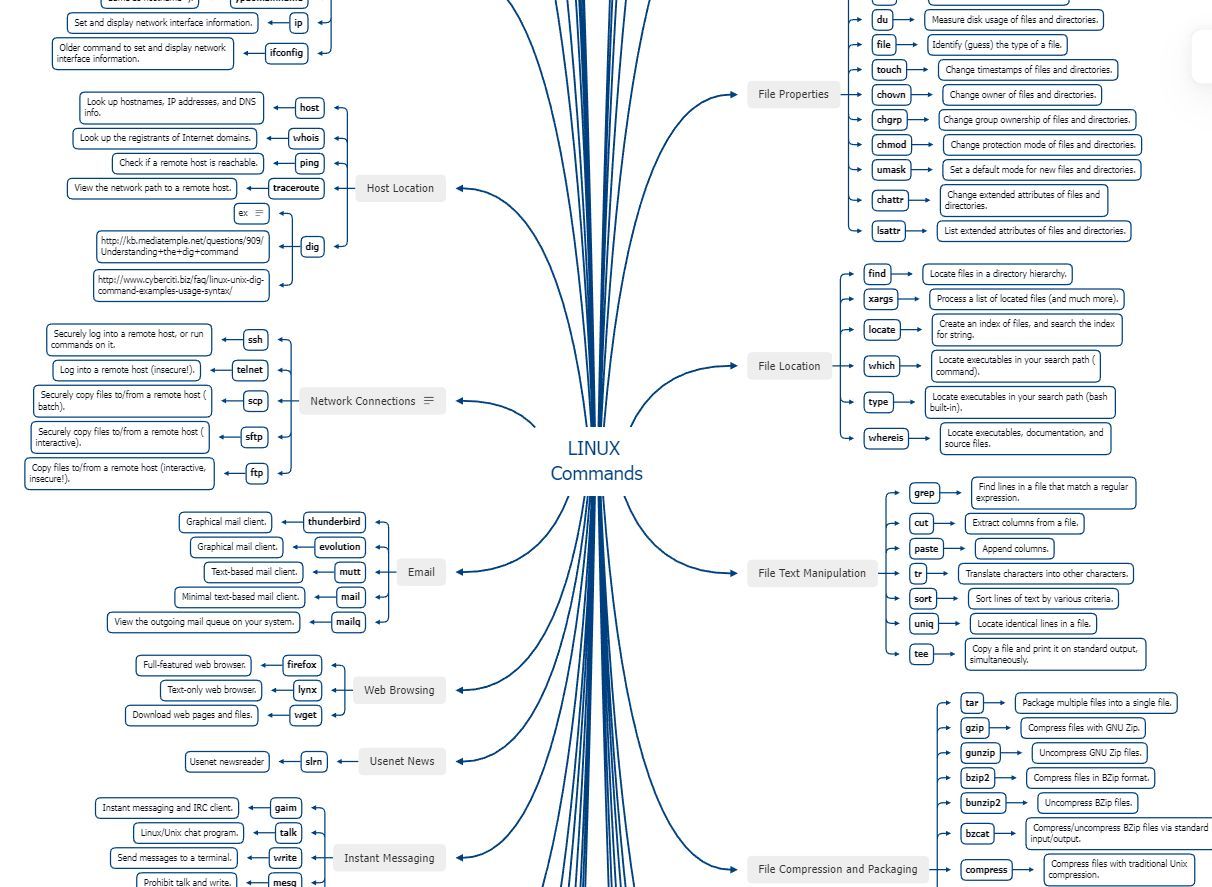 Set and display network interface information.
ip
Older command to set and display network
interface information.
ifconfig
Look up hostnames, IP addresses, and DNS
info.
host
Look up the registrants of Internet domains.
whois
Check if a remote host is reachable.
ping
View the network path to a remote host.
traceroute
Host Location
ex
http://kb.mediatemple.net/questions/909/
Understanding+the+dig+command
dig
http://www.cyberciti.biz/faq/linux-unix-dig-
command-examples-usage-syntax/
Securely log into a remote host, or run
commands on it.
ssh
Log into a remote host (insecure!).
telnet
Securely copy files to/from a remote host (
batch).
scp
Network Connections
Securely copy files to/from a remote host (
interactive).
sftp
Copy files to/from a remote host (interactive,
insecure!).
ftp
Graphical mail client.
thunderbird
Graphical mail client.
evolution
Text-based mail client.
mutt
Email
Minimal text-based mail client.
mail
View the outgoing mail queue on your system.
mailq
Full-featured web browser.
firefox
Text-only web browser.
lynx
Web Browsing
Download web pages and files.
wget
Usenet newsreader
slrn
Usenet News
Instant messaging and IRC client.
gaim
Linux/Unix chat program.
talk
Send messages to a terminal.
write
Instant Messaging
Prohibit talk and write.
mesg
LINUX
Commands
du
Measure disk usage of files and directories.
file
Identify (guess) the type of a file.
touch
Change timestamps of files and directories.
File Properties
chown
Change owner of files and directories.
chgrp
Change group ownership of files and directories.
chmod
Change protection mode of files and directories.
umask
Set a default mode for new files and directories.
chattr
Change extended attributes of files and
directories.
lsattr
List extended attributes of files and directories.
find
Locate files in a directory hierarchy.
xargs
Process a list of located files (and much more).
locate
Create an index of files, and search the index
for string.
File Location
which
Locate executables in your search path (
command).
type
Locate executables in your search path (bash
built-in).
whereis
Locate executables, documentation, and
source files.
grep
Find lines in a file that match a regular
expression.
cut
Extract columns from a file.
paste
Append columns.
File Text Manipulation
tr
Translate characters into other characters.
sort
Sort lines of text by various criteria.
uniq
Locate identical lines in a file.
tee
Copy a file and print it on standard output,
simultaneously.
tar
Package multiple files into a single file.
gzip
Compress files with GNU Zip.
gunzip
Uncompress GNU Zip files.
bzip2
Compress files in BZip format.
bunzip2
Uncompress BZip files.
bzcat
Compress/uncompress BZip files via standard
input/output.
File Compression and Packaging
compress
Compress files with traditional Unix
compression.